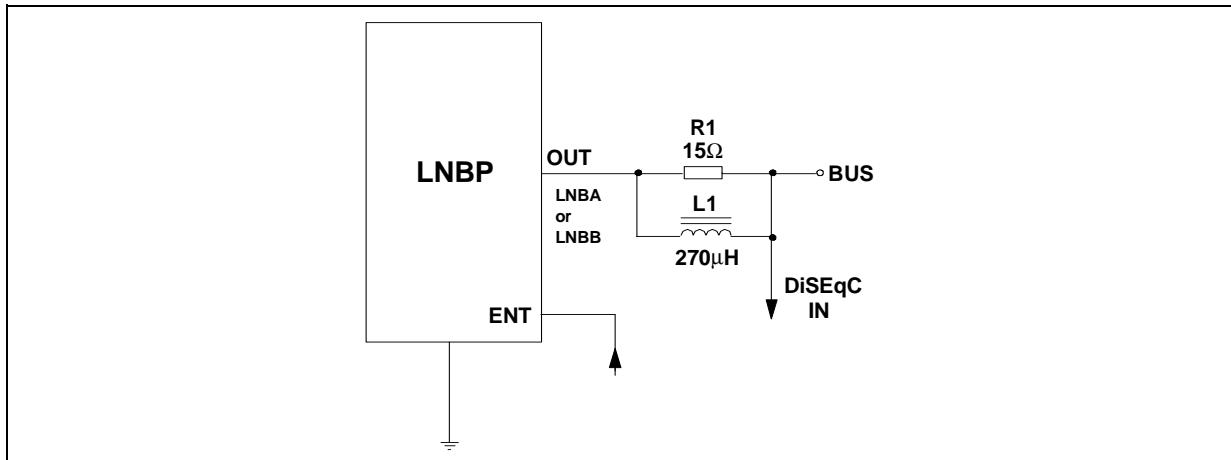 R1
15Ω
OUT
LNBP
BUS
LNBA
or
LNBB
L1
270μH
DiSEqC
IN
ENT